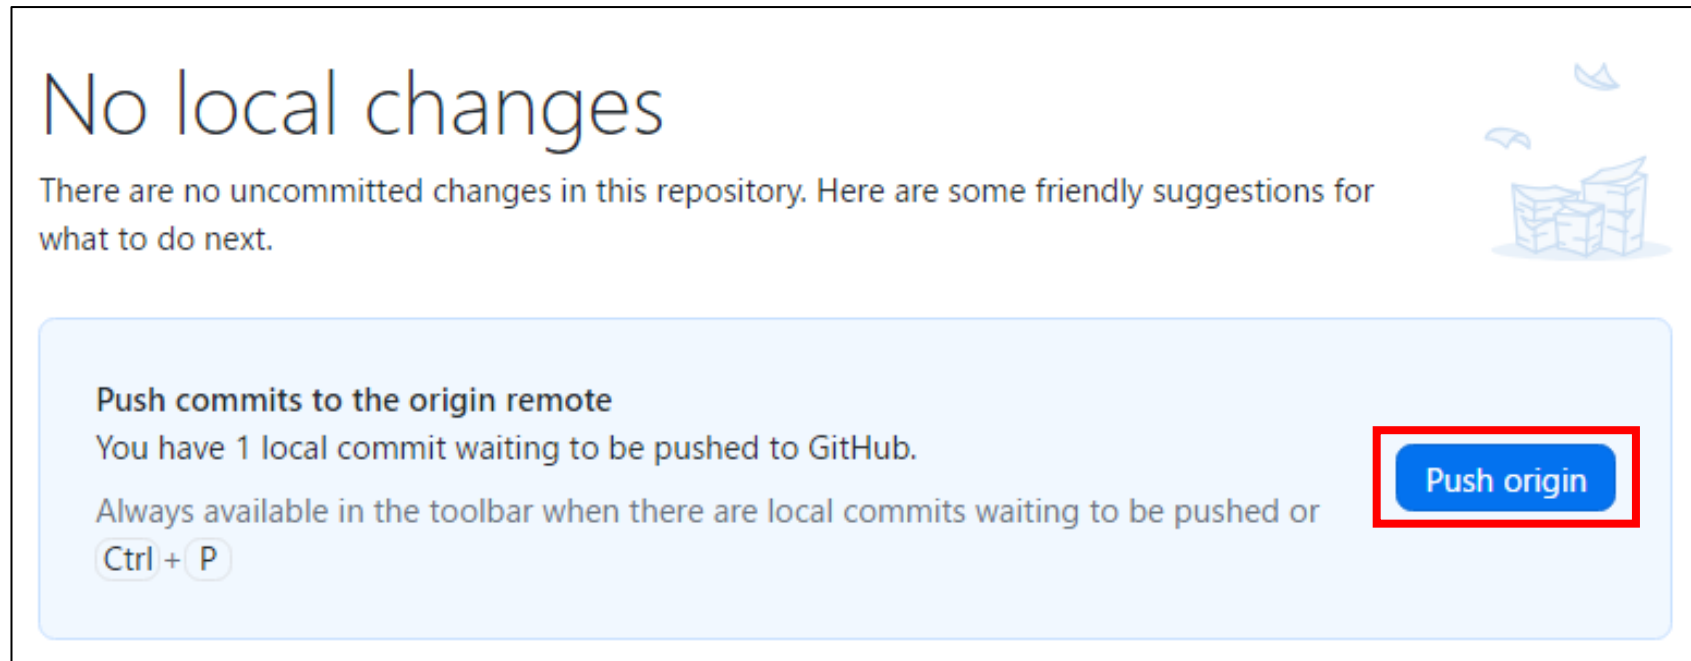 No local changes
There are no uncommitted changes in this repository. Here are some friendly suggestions for
what to do next.
Push commits to the origin remote
You have 1 local commit waiting to be pushed to GitHub.
Push origin
Always available in the toolbar when there are local commits waiting to be pushed or
Ctrl + P